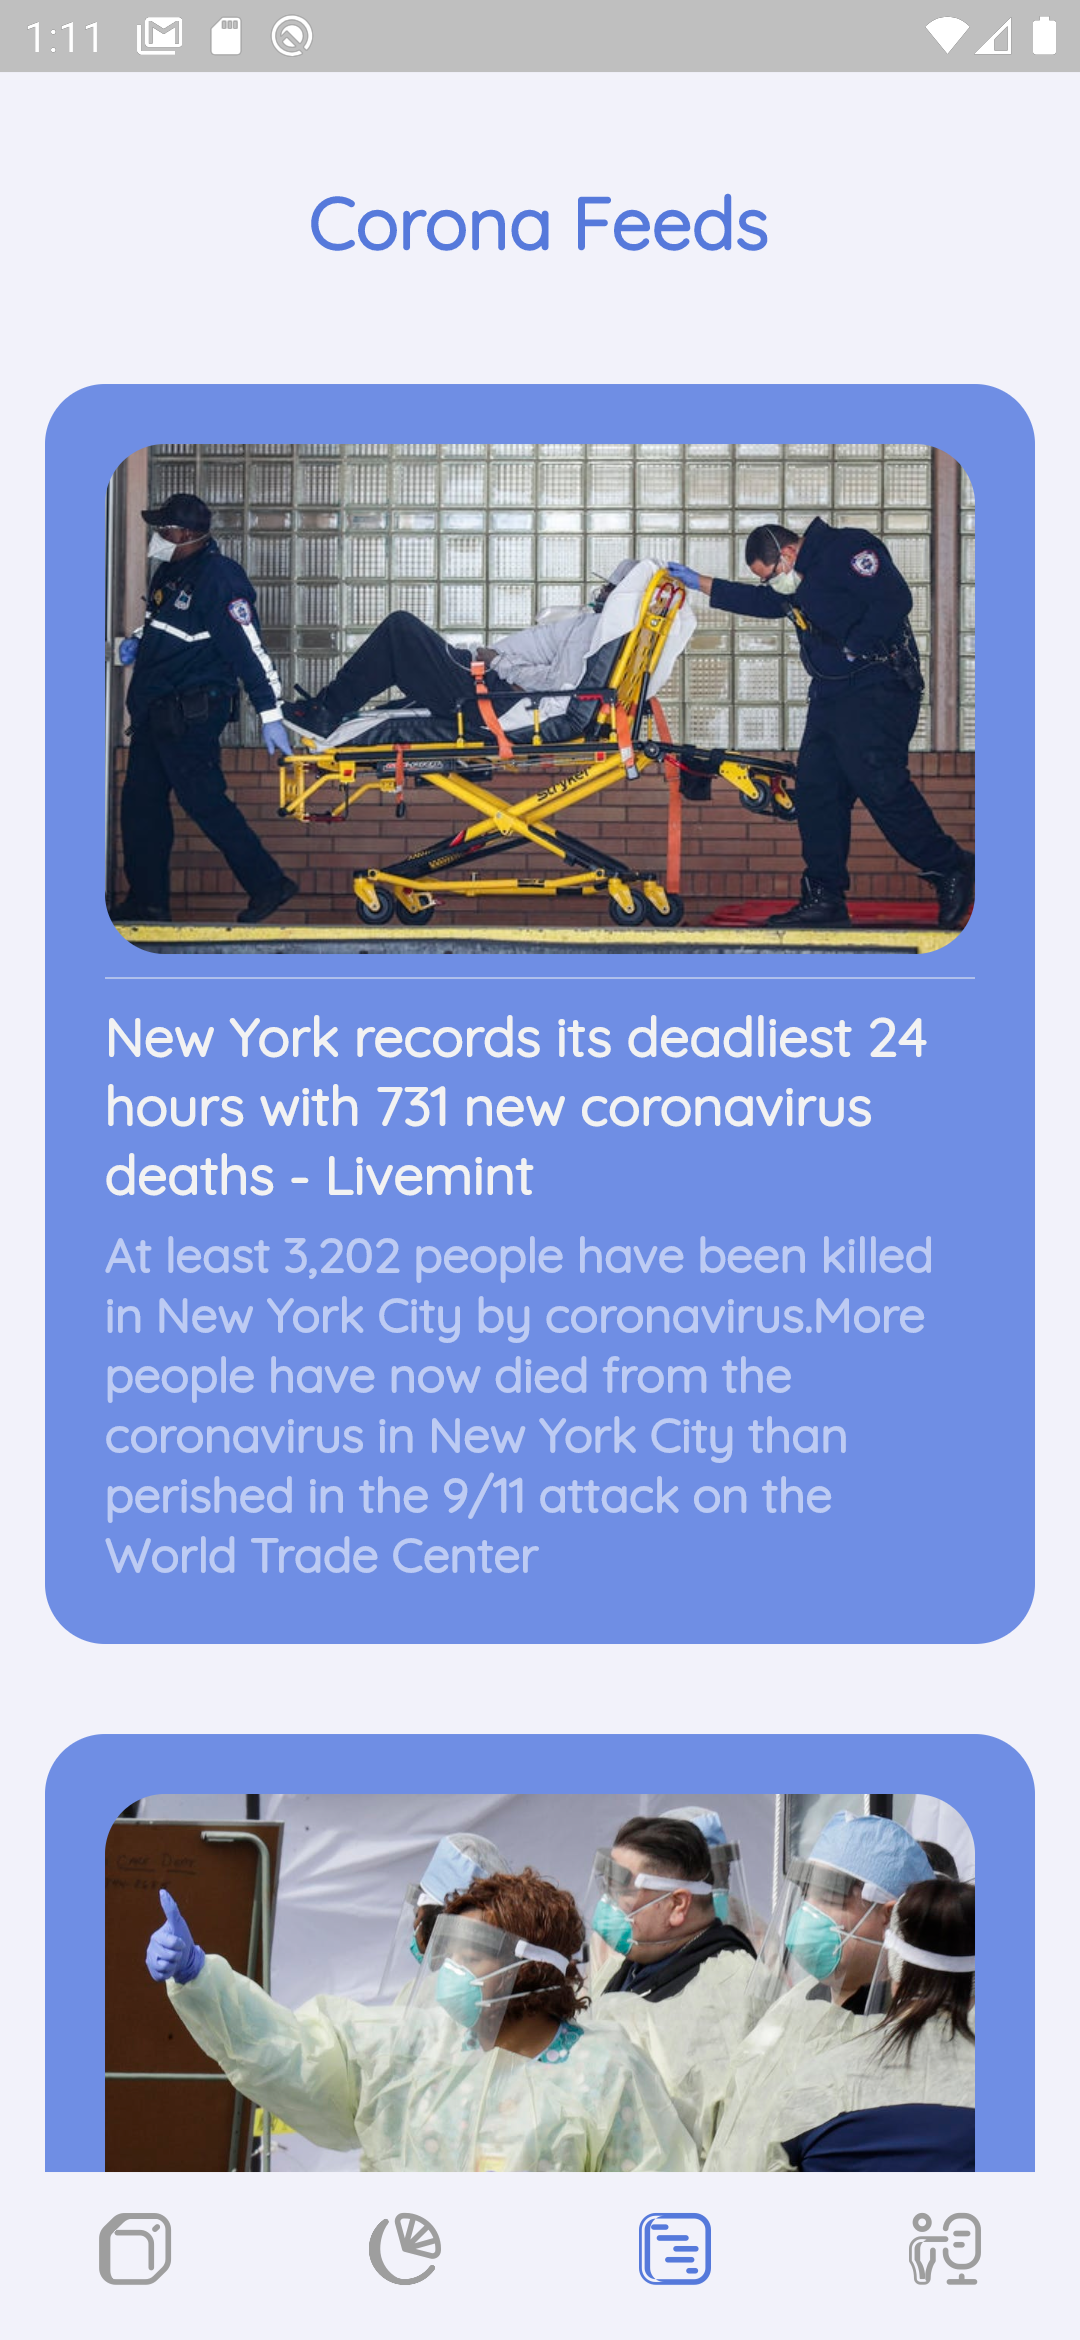 1:11
Corona Feeds
Stryker
New York records its deadliest 24
hours with 731 new coronavirus
deaths - Livemint
At least 3,202 people have been killed
in New York City by coronavirus.More
people have now died from the
coronavirus in New York City than
perished in the 9/11 attack on the
World Trade Center